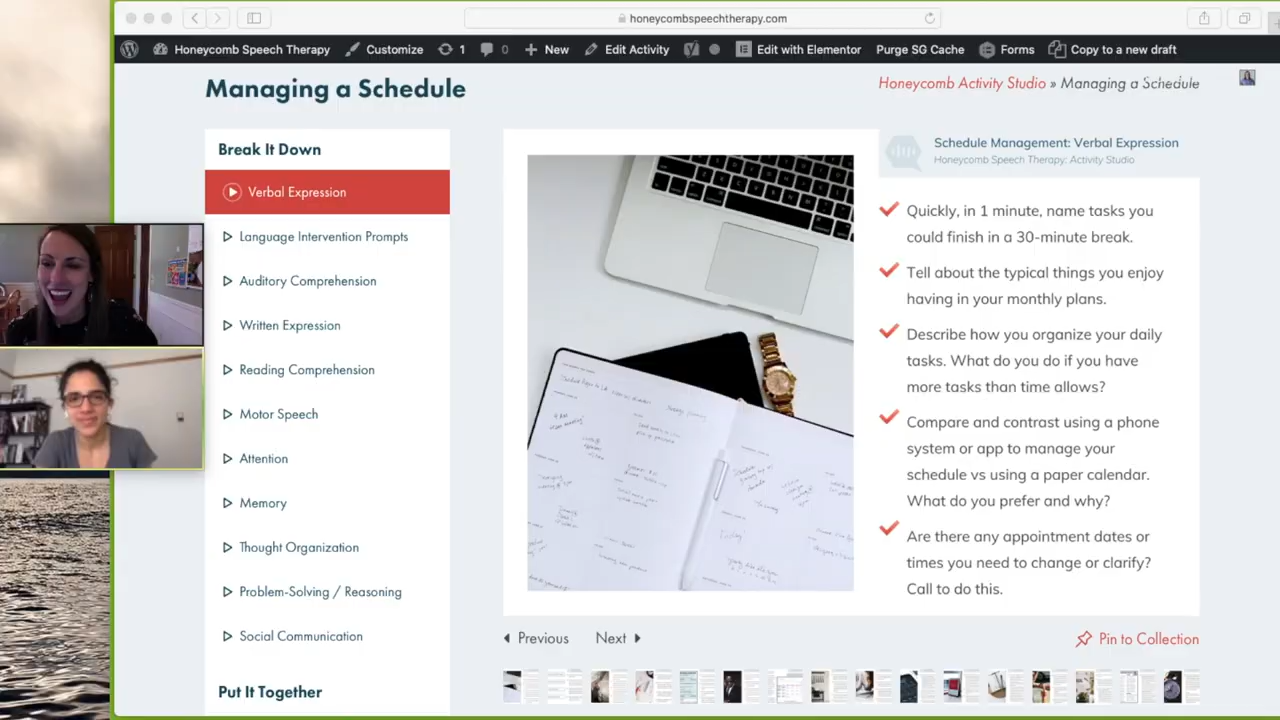 honeycombspeechtherapy.com
Honeycomb Speech Therapy Customize 1 0 New Edit Activity Edit with Elementor Purge SG Cache Forms Copy to a new draft
Managing a Schedule
Honeycomb Activity Studio » Managing a Schedule
Break It Down
Verbal Expression
Language Intervention Prompts
Auditory Comprehension
Written Expression
Reading Comprehension
Motor Speech
Attention
Memory
Thought Organization
Problem-Solving / Reasoning
Social Communication
Put It Together
Schedule Management: Verbal Expression
Honeycomb Speech Therapy: Activity Studio
Quickly, in 1 minute, name tasks you
could finish in a 30-minute break.
Tell about the typical things you enjoy
having in your monthly plans.
Describe how you organize your daily
tasks. What do you do if you have
more tasks than time allows?
Compare and contrast using a phone
system or app to manage your
schedule vs using a paper calendar.
What do you prefer and why?
Are there any appointment dates or
times you need to change or clarify?
Call to do this.
Previous Next
Pin to Collection